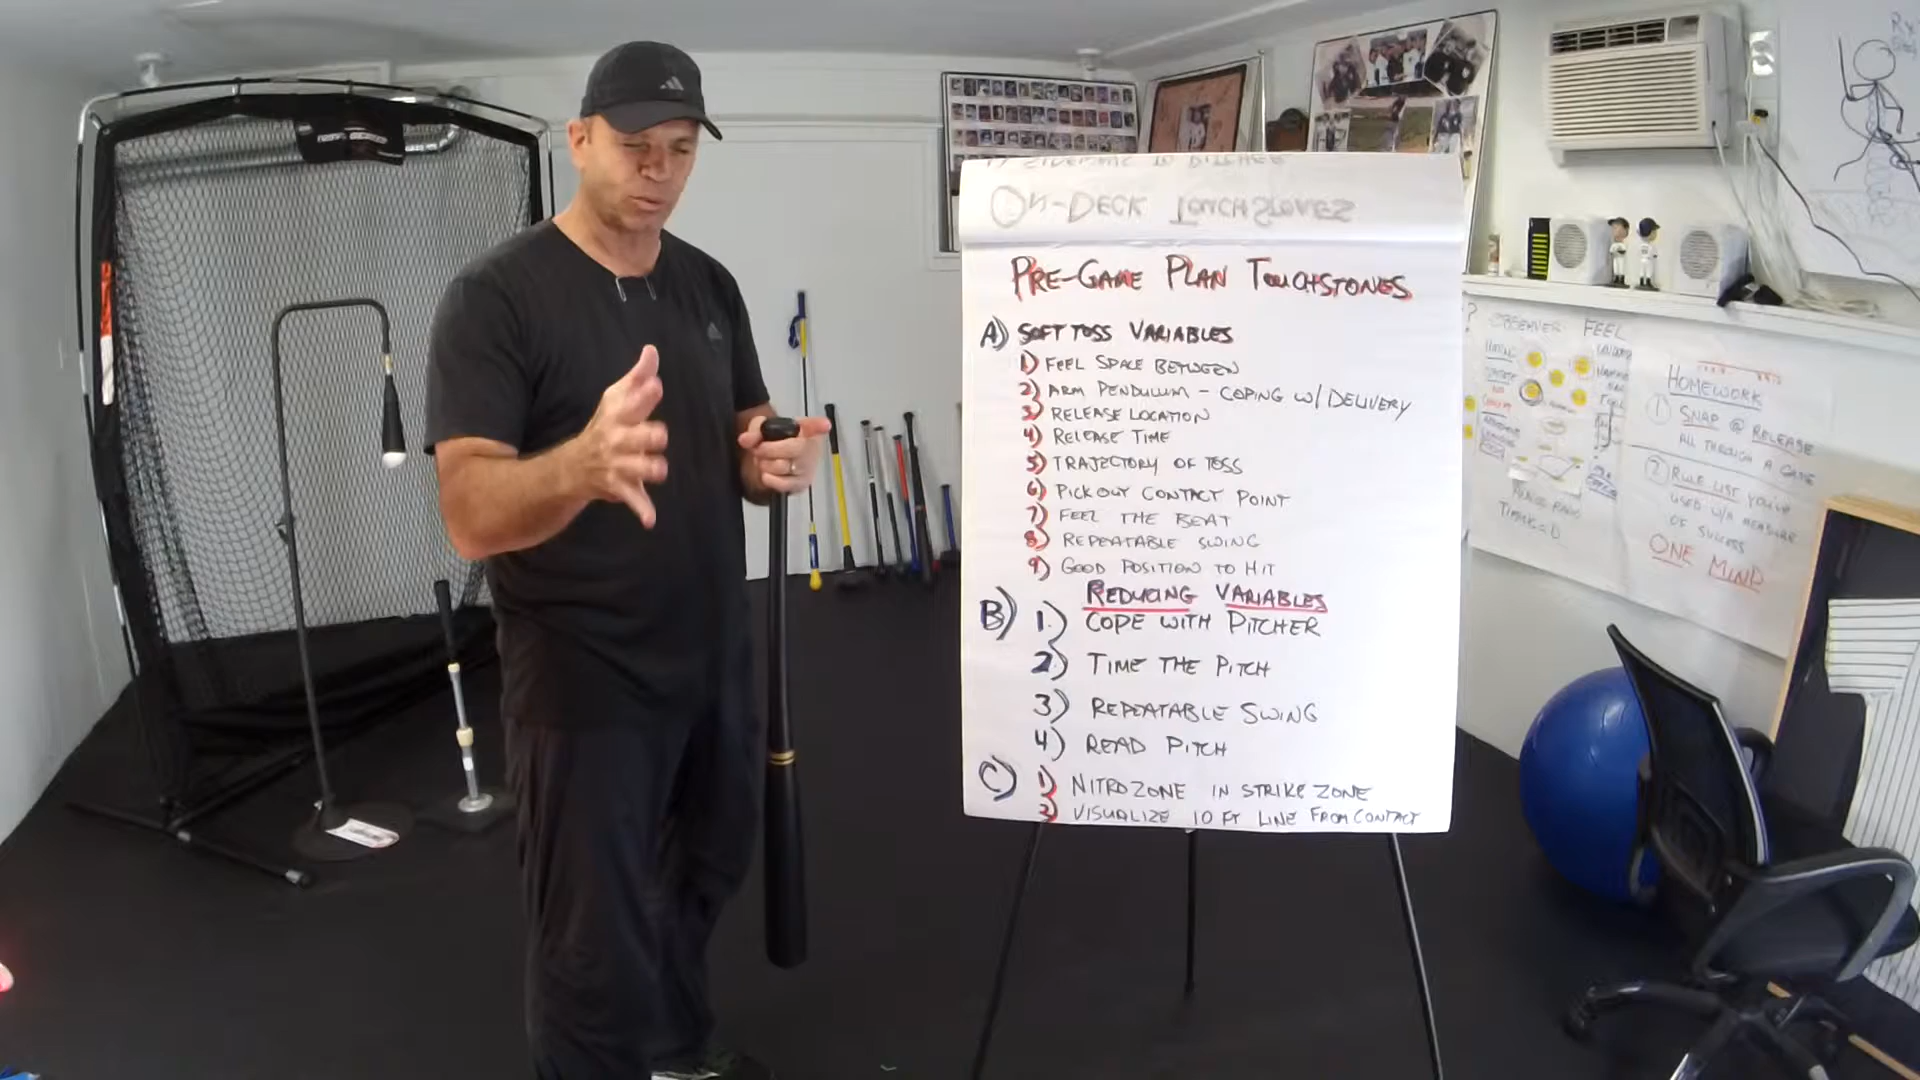 PRE-GAME PLAN TOUCHSTONES
A) SOFT TOSS VARIABLES
1) FEEL SPACE BETWEEN
2) ARM PENDULUM - COPING W/ DELIVERY
3) RELEASE LOCATION
4) RELEASE TIME
5) TRAJECTORY OF TOSS
6) PICK OUT CONTACT POINT
7) FEEL THE BEAT
8) REPEATABLE SWING
9) GOOD POSITION TO HIT
REDUCING VARIABLES
B) 1.) COPE WITH PITCHER
2) TIME THE PITCH
3) REPEATABLE SWING
4) READ PITCH
C) 1) NITROZONE IN STRIKE ZONE
2) VISUALIZE 10 FT LINE FROM CONTACT
ON-DECK TOUCHSTONES
OBSERVER FEEL
HOMEWORK
1) SNAP @ RELEASE
ALL THROUGH A GAME
2) RULE LIST YOU'VE
USED W/ A MEASURE
OF SUCCESS
ONE MIND
Rx